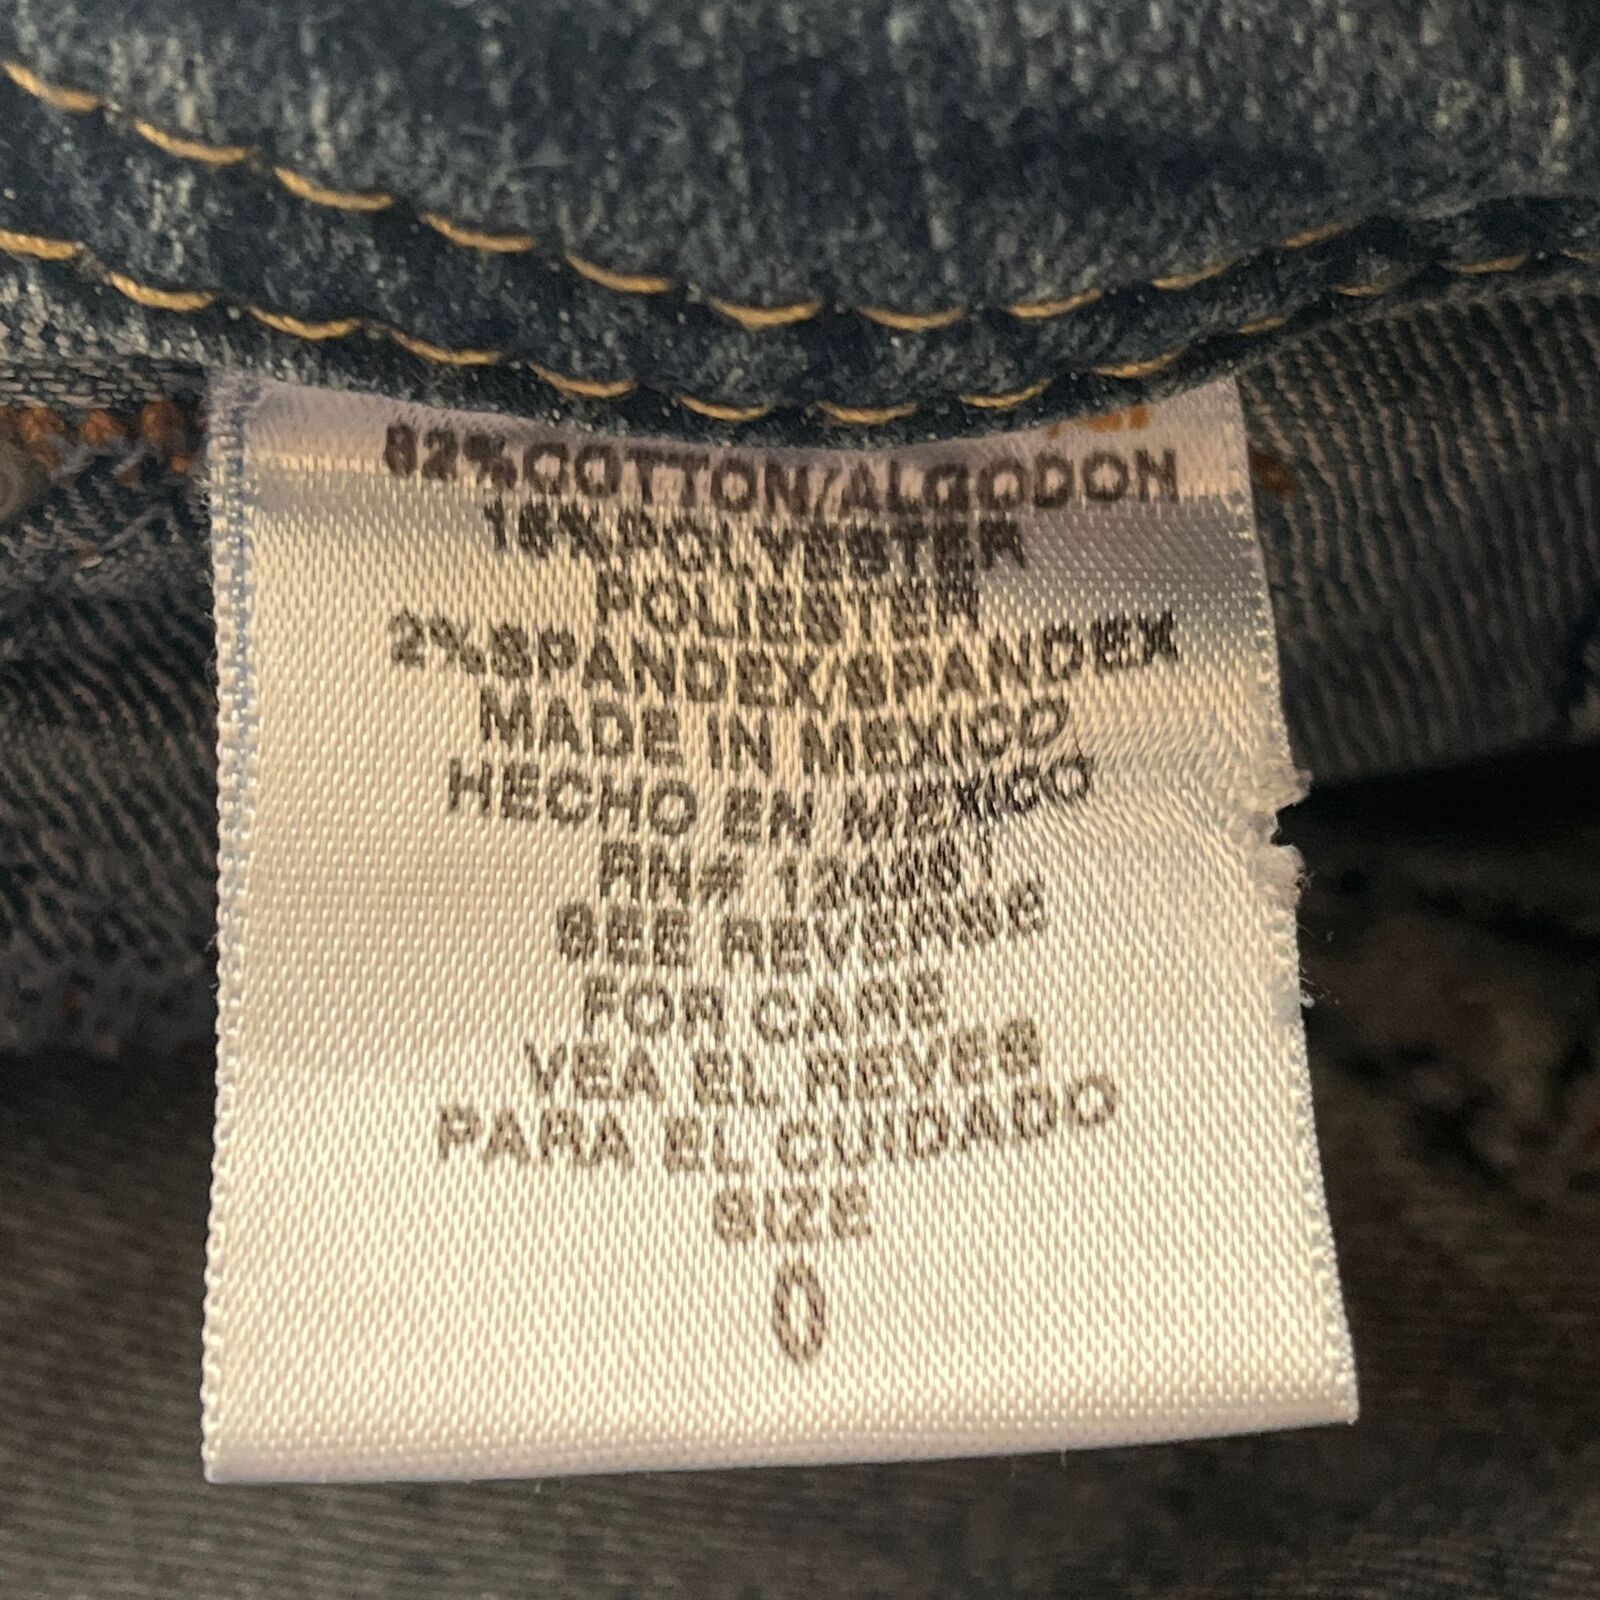 82%COTTON/ALGODON
16%POLYESTER
POLIESTER
2%SPANDEX/SPANDEX
MADE IN MEXICO
HECHO EN MEXICO
RN#
SEE REVERSE
FOR CARE
VEA EL REVES
PARA EL CUIDADO
SIZE
0